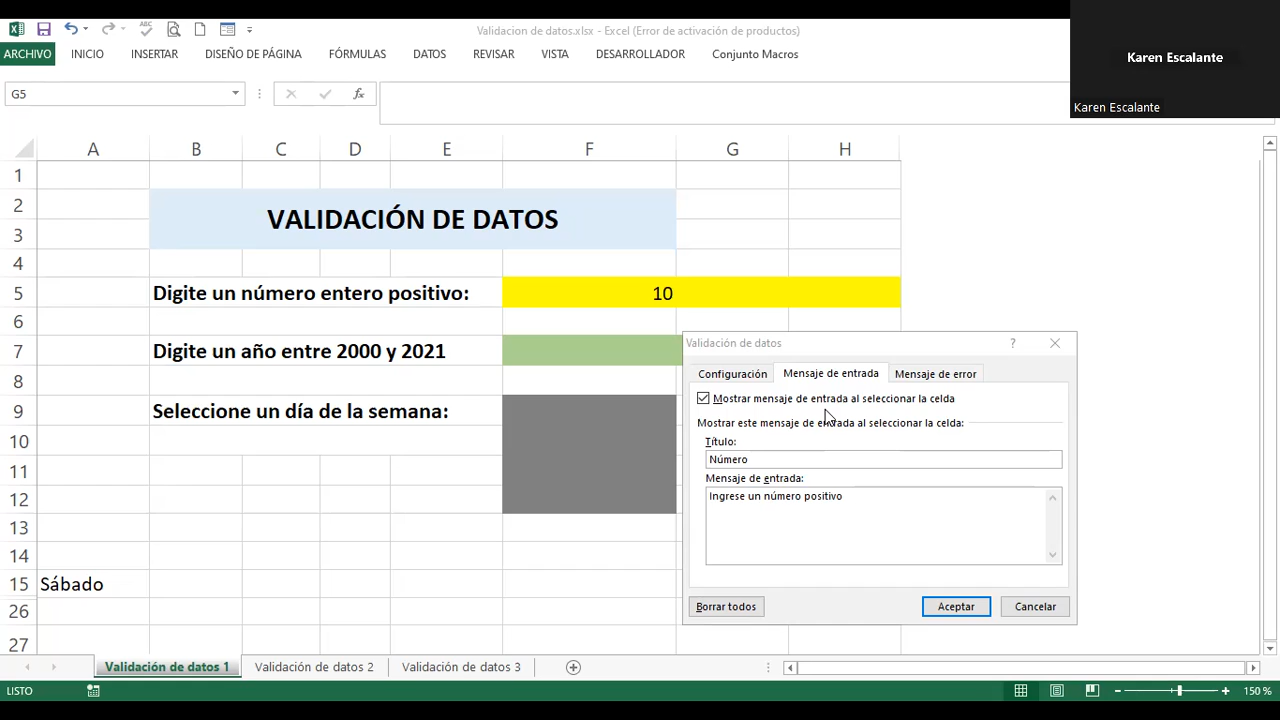 Validacion de datos.xlsx - Excel (Error de activación de productos)
ARCHIVO INICIO INSERTAR DISEÑO DE PÁGINA FÓRMULAS DATOS REVISAR VISTA DESARROLLADOR Conjunto Macros
Karen Escalante
Karen Escalante
G5 fx
A B C D E F G H
1
2
3
VALIDACIÓN DE DATOS
4
5 Digite un número entero positivo: 10
6
7 Digite un año entre 2000 y 2021
8
9 Seleccione un día de la semana:
10
11
12
13
14
15 Sábado
26
27
Validación de datos ?
Configuración Mensaje de entrada Mensaje de error
Mostrar mensaje de entrada al seleccionar la celda
Mostrar este mensaje de entrada al seleccionar la celda:
Título:
Número
Mensaje de entrada:
Ingrese un número positivo
Borrar todos Aceptar Cancelar
Validación de datos 1 Validación de datos 2 Validación de datos 3
LISTO 150 %